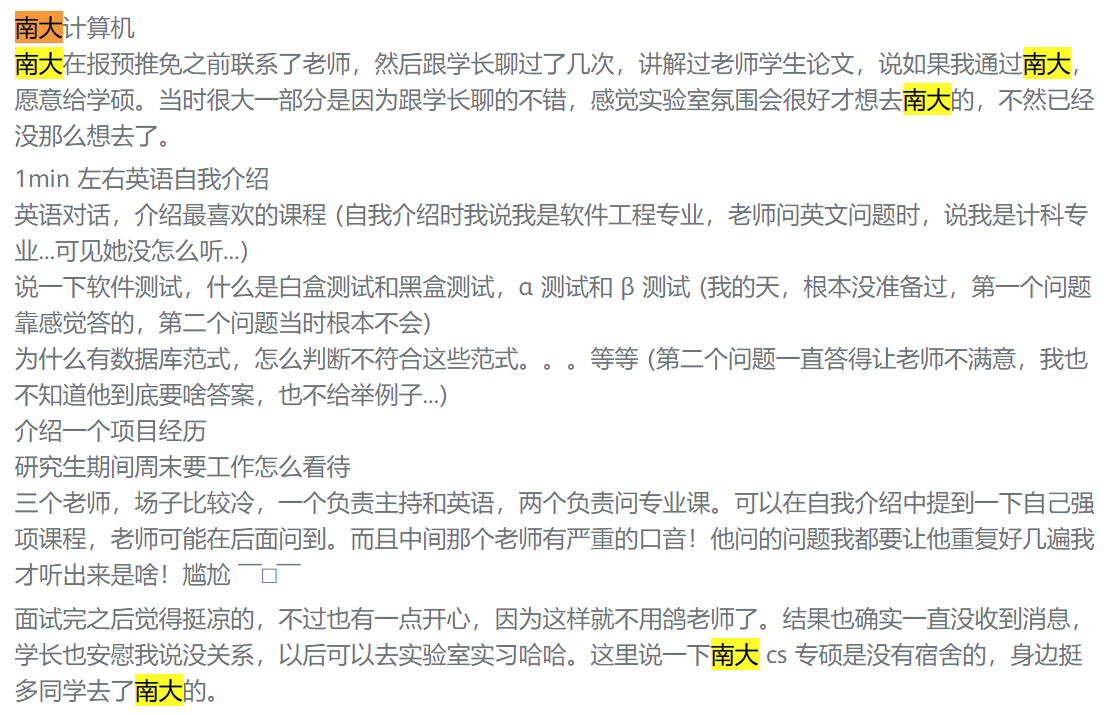 南大计算机
南大在报预推免之前联系了老师，然后跟学长聊过了几次，讲解过老师学生论文，说如果我通过南大，
愿意给学硕。当时很大一部分是因为跟学长聊的不错，感觉实验室氛围会很好才想去南大的，不然已经
没那么想去了。
1min 左右英语自我介绍
英语对话，介绍最喜欢的课程 (自我介绍时我说我是软件工程专业，老师问英文问题时，说我是计科专
业...可见她没怎么听...)
说一下软件测试，什么是白盒测试和黑盒测试，α 测试和 β 测试 (我的天，根本没准备过，第一个问题
靠感觉答的，第二个问题当时根本不会)
为什么有数据库范式，怎么判断不符合这些范式。。。等等 (第二个问题一直答得让老师不满意，我也
不知道他到底要啥答案，也不给举例子...)
介绍一个项目经历
研究生期间周末要工作怎么看待
三个老师，场子比较冷，一个负责主持和英语，两个负责问专业课。可以在自我介绍中提到一下自己强
项课程，老师可能在后面问到。而且中间那个老师有严重的口音！他问的问题我都要让他重复好几遍我
才听出来是啥！尴尬 ￣□￣
面试完之后觉得挺凉的，不过也有一点开心，因为这样就不用鸽老师了。结果也确实一直没收到消息，
学长也安慰我说没关系，以后可以去实验室实习哈哈。这里说一下南大 cs 专硕是没有宿舍的，身边挺
多同学去了南大的。